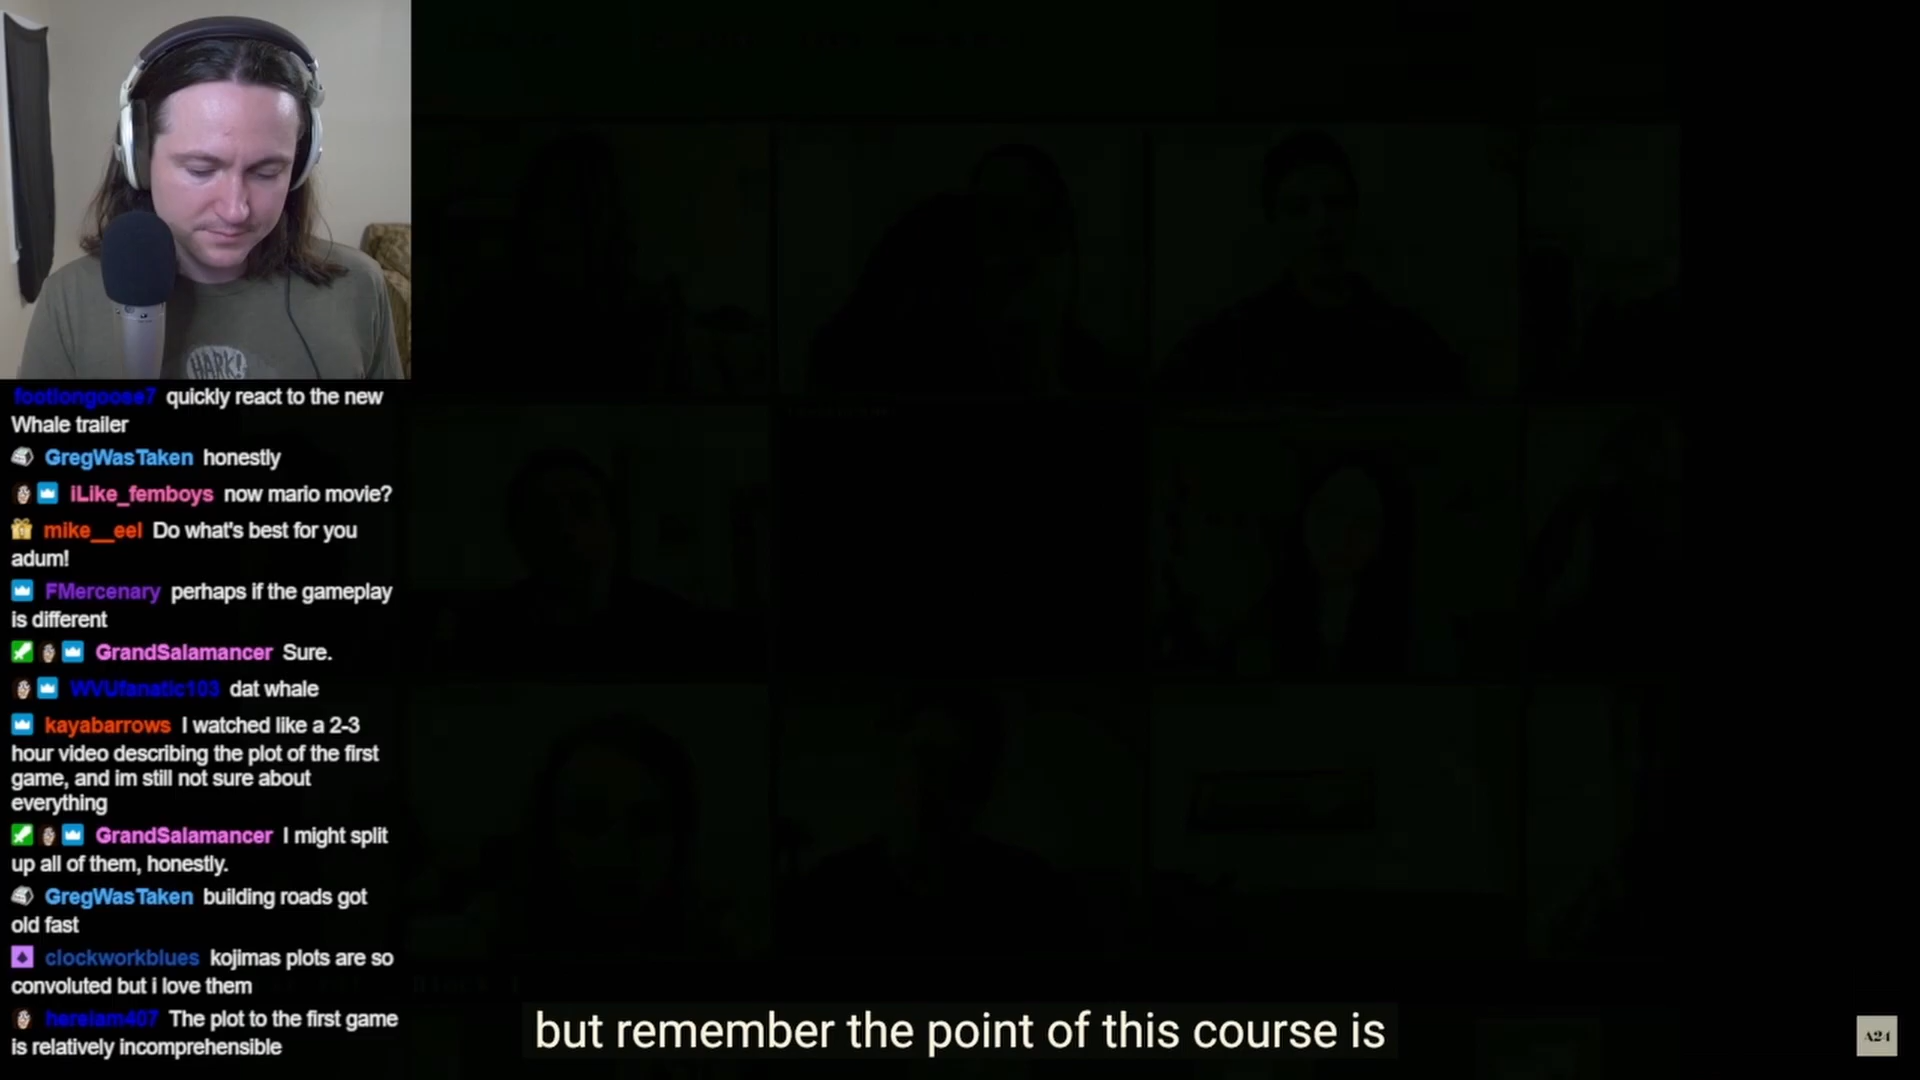 HARK!
footlongoose7 quickly react to the new
Whale trailer
GregWasTaken honestly
iLike_femboys now mario movie?
mike__eel Do what's best for you
adum!
FMercenary perhaps if the gameplay
is different
GrandSalamancer Sure.
WVUfanatic103 dat whale
kayabarrows I watched like a 2-3
hour video describing the plot of the first
game, and im still not sure about
everything
GrandSalamancer I might split
up all of them, honestly.
GregWasTaken building roads got
old fast
clockworkblues kojimas plots are so
convoluted but i love them
hereiam407 The plot to the first game
is relatively incomprehensible
but remember the point of this course is
A24